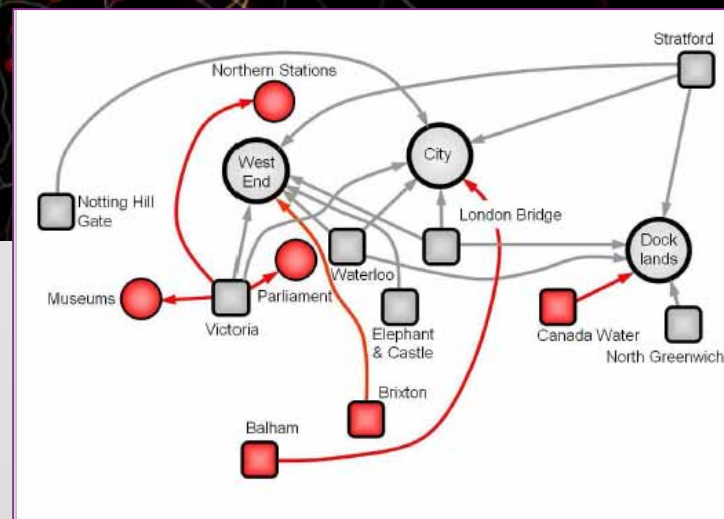 Stratford
Northern Stations
West
End
City
Notting Hill
Gate
London Bridge
Waterloo
Dock
lands
Museums
Parliament
Victoria
Elephant
& Castle
Canada Water
North Greenwich
Brixton
Balham